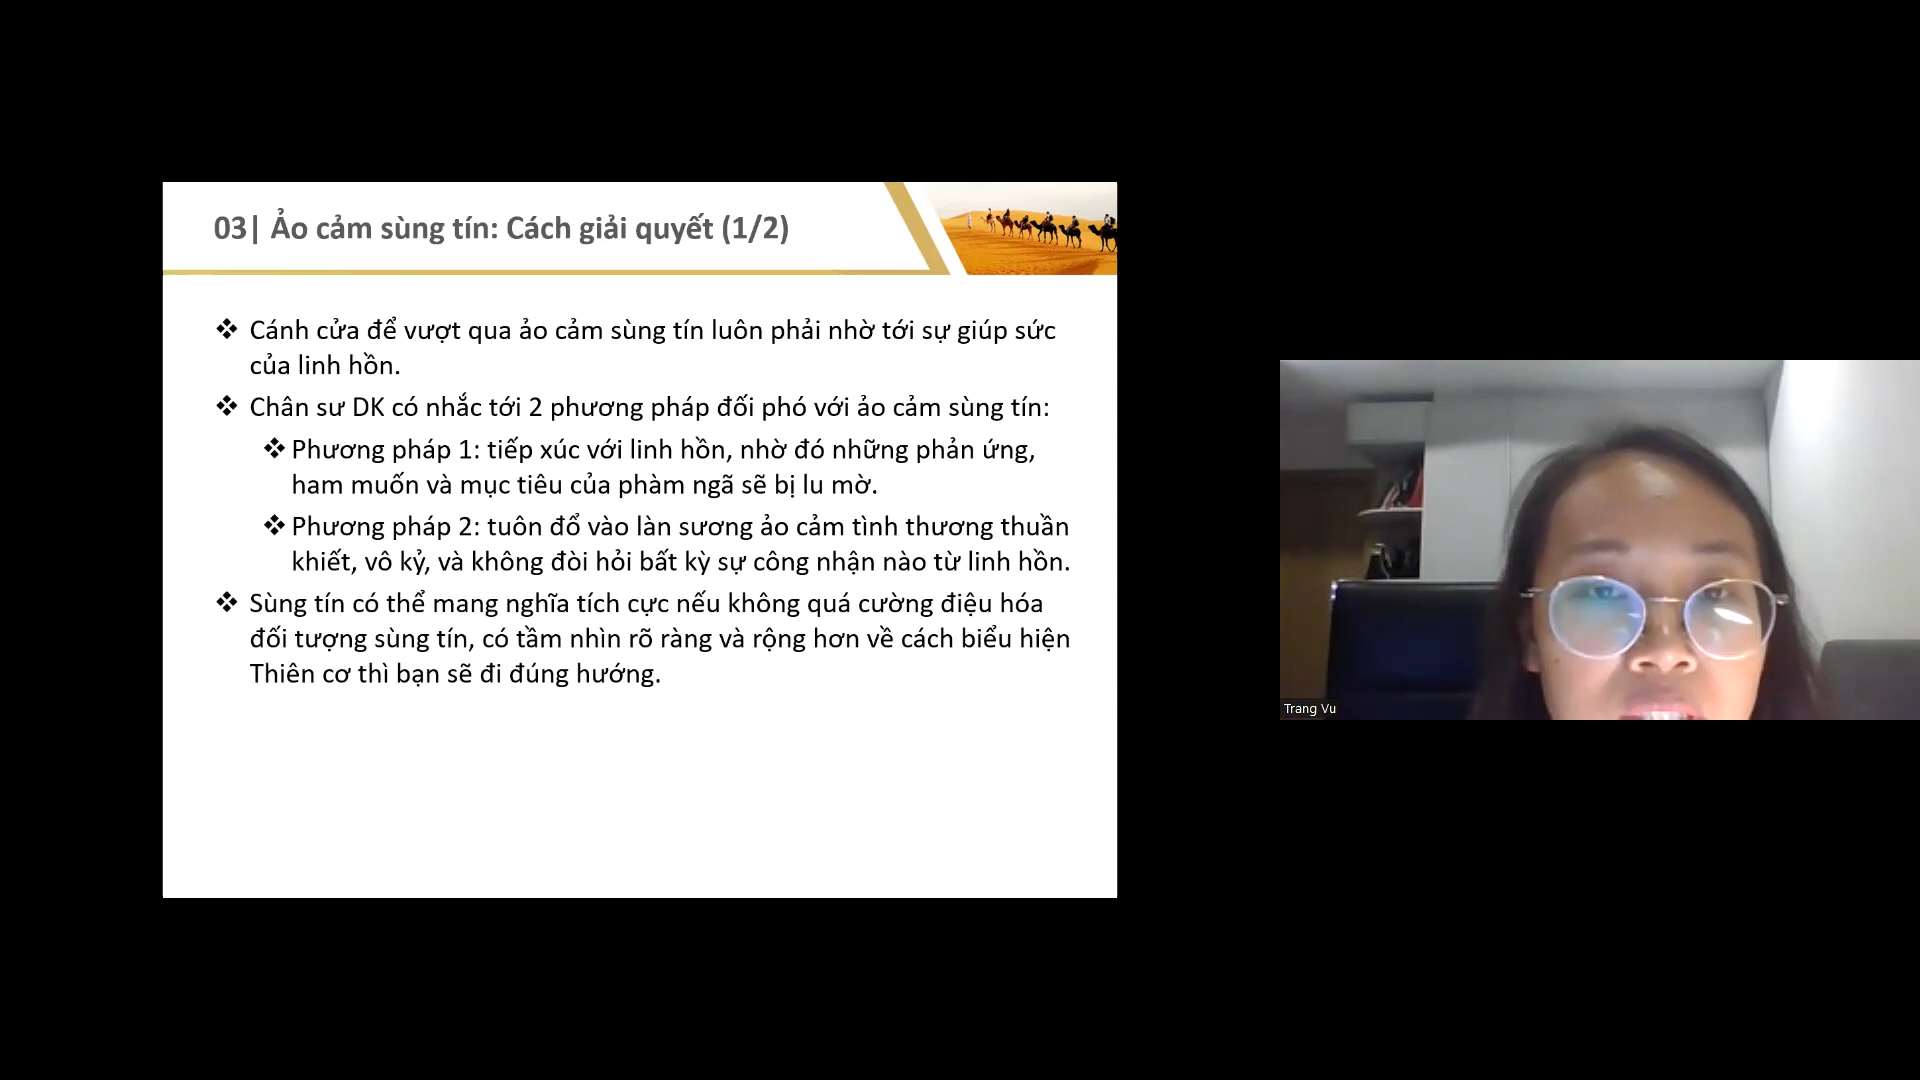 03| Ảo cảm sùng tín: Cách giải quyết (1/2)
❖ Cánh cửa để vượt qua ảo cảm sùng tín luôn phải nhờ tới sự giúp sức
của linh hồn.
❖ Chân sư DK có nhắc tới 2 phương pháp đối phó với ảo cảm sùng tín:
❖ Phương pháp 1: tiếp xúc với linh hồn, nhờ đó những phản ứng,
ham muốn và mục tiêu của phàm ngã sẽ bị lu mờ.
❖ Phương pháp 2: tuôn đổ vào làn sương ảo cảm tình thương thuần
khiết, vô kỷ, và không đòi hỏi bất kỳ sự công nhận nào từ linh hồn.
❖ Sùng tín có thể mang nghĩa tích cực nếu không quá cường điệu hóa
đối tượng sùng tín, có tầm nhìn rõ ràng và rộng hơn về cách biểu hiện
Thiên cơ thì bạn sẽ đi đúng hướng.
Trang Vu